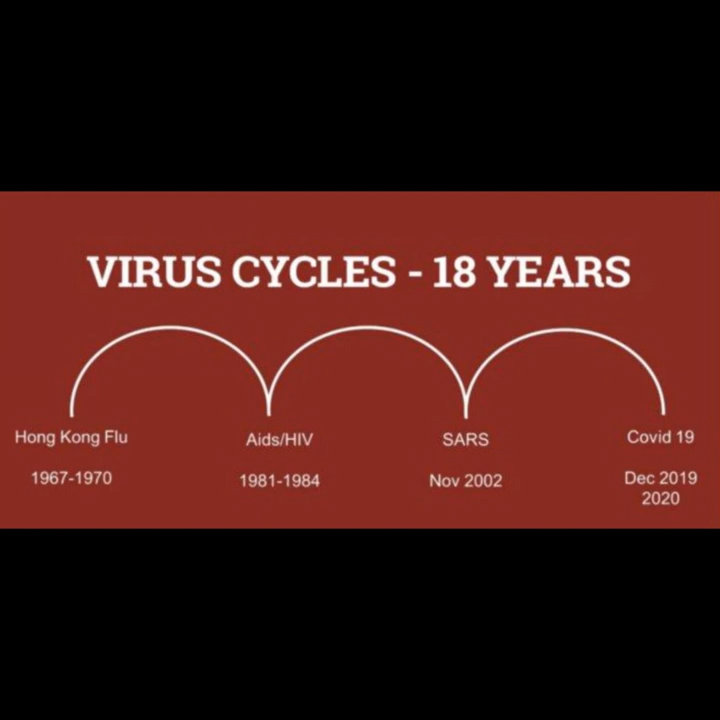 VIRUS CYCLES - 18 YEARS
Hong Kong Flu
1967-1970
Aids/HIV
1981-1984
SARS
Nov 2002
Covid 19
Dec 2019
2020